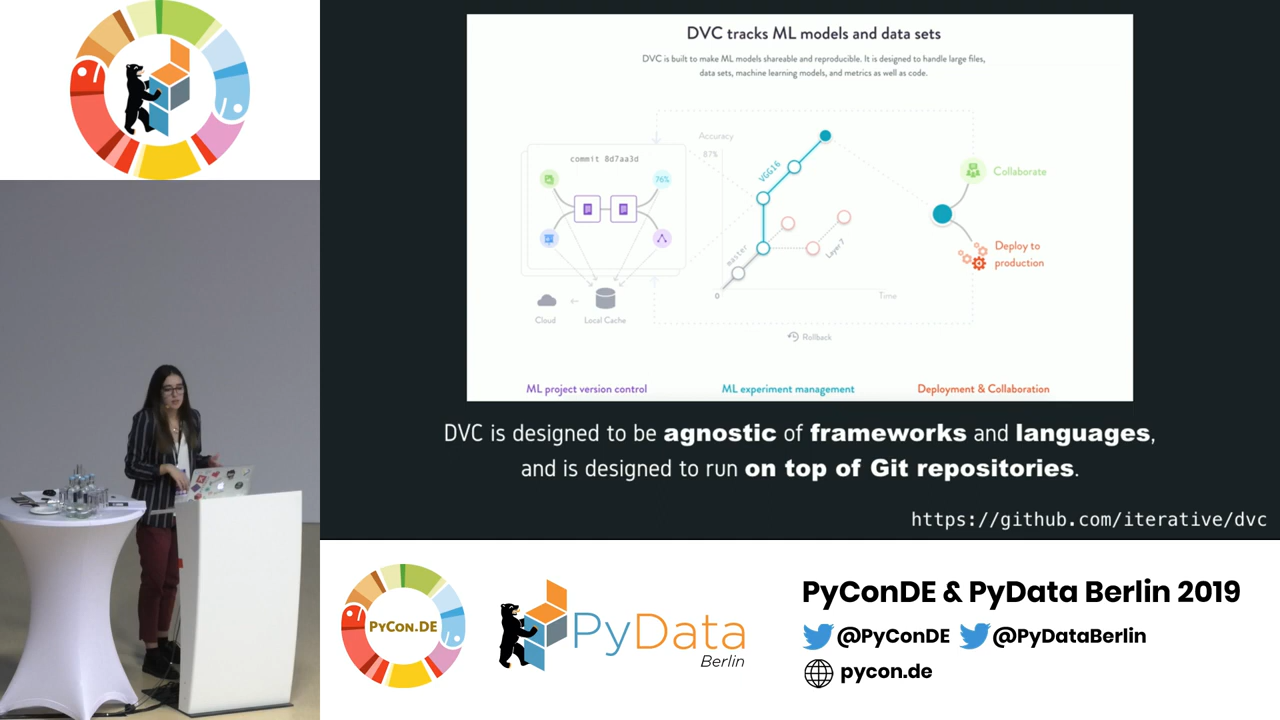 DVC tracks ML models and data sets
DVC is built to make ML models shareable and reproducible. It is designed to handle large files,
data sets, machine learning models, and metrics as well as code.
Accuracy
87%
commit 8d7aa3d
76%
VGG16
Collaborate
master
Layer7
Deploy to
production
0
Time
Cloud
Local Cache
Rollback
ML project version control
ML experiment management
Deployment & Collaboration
DVC is designed to be agnostic of frameworks and languages,
and is designed to run on top of Git repositories.
https://github.com/iterative/dvc
PYCON.DE
PyData
Berlin
PyConDE & PyData Berlin 2019
@PyConDE @PyDataBerlin
pycon.de